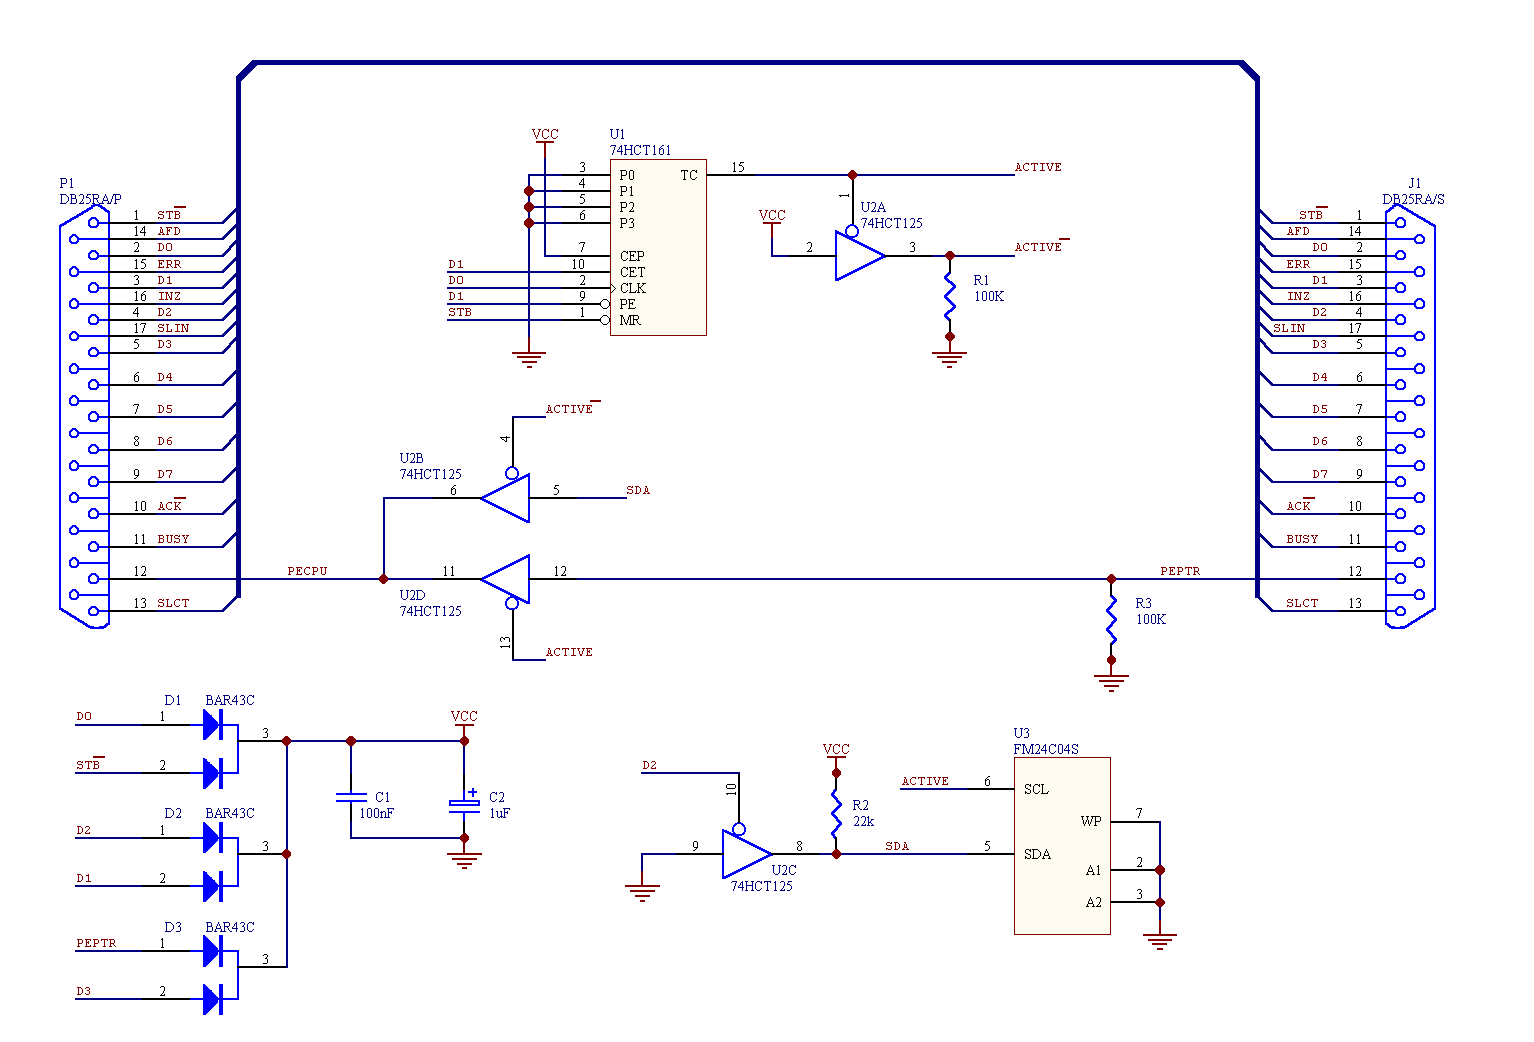 P1
DB25RA/P
1 STB
14 AFD
2 D0
15 ERR
3 D1
16 INZ
4 D2
17 SLIN
5 D3
6 D4
7 D5
8 D6
9 D7
10 ACK
11 BUSY
12 PECPU
13 SLCT
VCC
U1
74HCT161
3 P0 TC 15
4 P1
5 P2
6 P3
7 CEP
D1 10 CET
D0 2 CLK
D1 9 PE
STB 1 MR
ACTIVE
1
U2A
74HCT125
VCC
2 3 ACTIVE
R1
100K
J1
DB25RA/S
STB 1
AFD 14
D0 2
ERR 15
D1 3
INZ 16
D2 4
SLIN 17
D3 5
D4 6
D5 7
D6 8
D7 9
ACK 10
BUSY 11
PEPTR 12
SLCT 13
ACTIVE
4
U2B
74HCT125
6 5 SDA
11 12
U2D
74HCT125
13
ACTIVE
R3
100K
D1 BAR43C
D0 1
3
STB 2
D2 BAR43C
D2 1
3
D1 2
D3 BAR43C
PEPTR 1
3
D3 2
VCC
C1
100nF
C2
1uF
D2
10
9 8
U2C
74HCT125
VCC
R2
22k
SDA
U3
FM24C04S
ACTIVE 6 SCL
WP 7
5 SDA
A1 2
A2 3